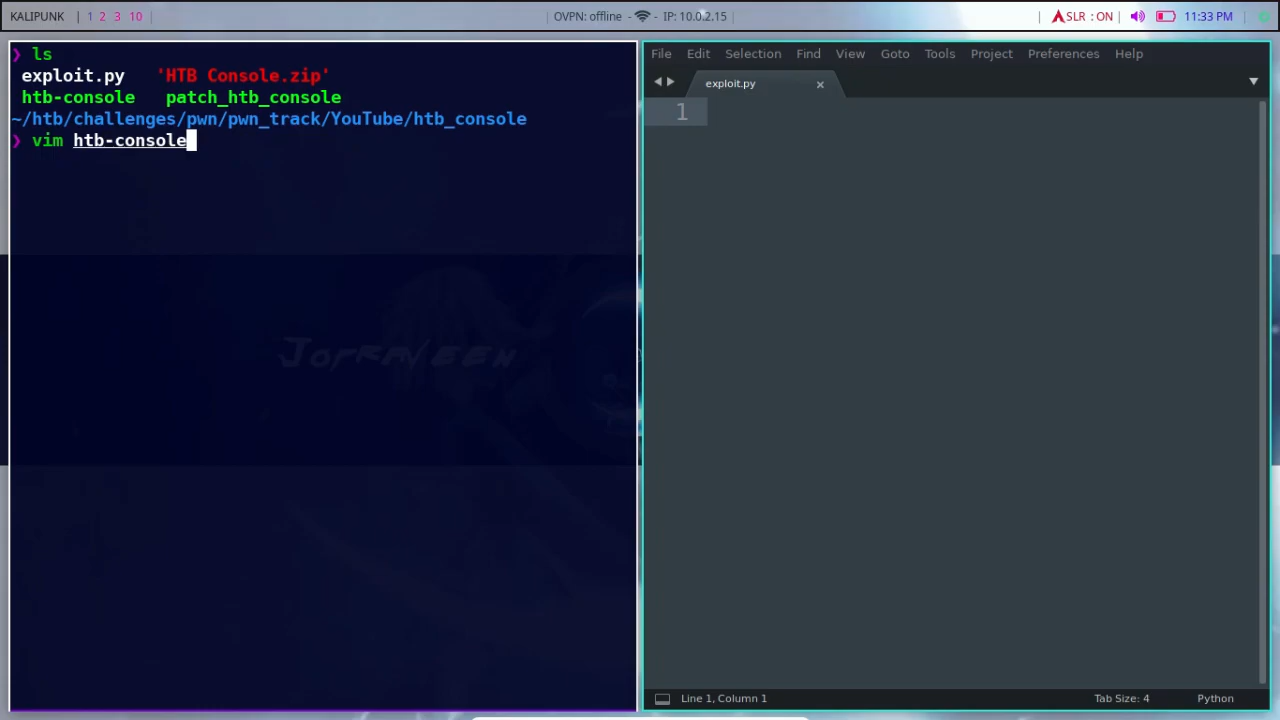 KALIPUNK | 1 2 3 10 |
| OVPN: offline - - IP: 10.0.2.15 |
| SLR : ON | 11:33 PM |
❯ ls
exploit.py 'HTB Console.zip'
htb-console patch_htb_console
~/htb/challenges/pwn/pwn_track/YouTube/htb_console
❯ vim htb-console
File Edit Selection Find View Goto Tools Project Preferences Help
exploit.py ×
1
Line 1, Column 1 Tab Size: 4 Python